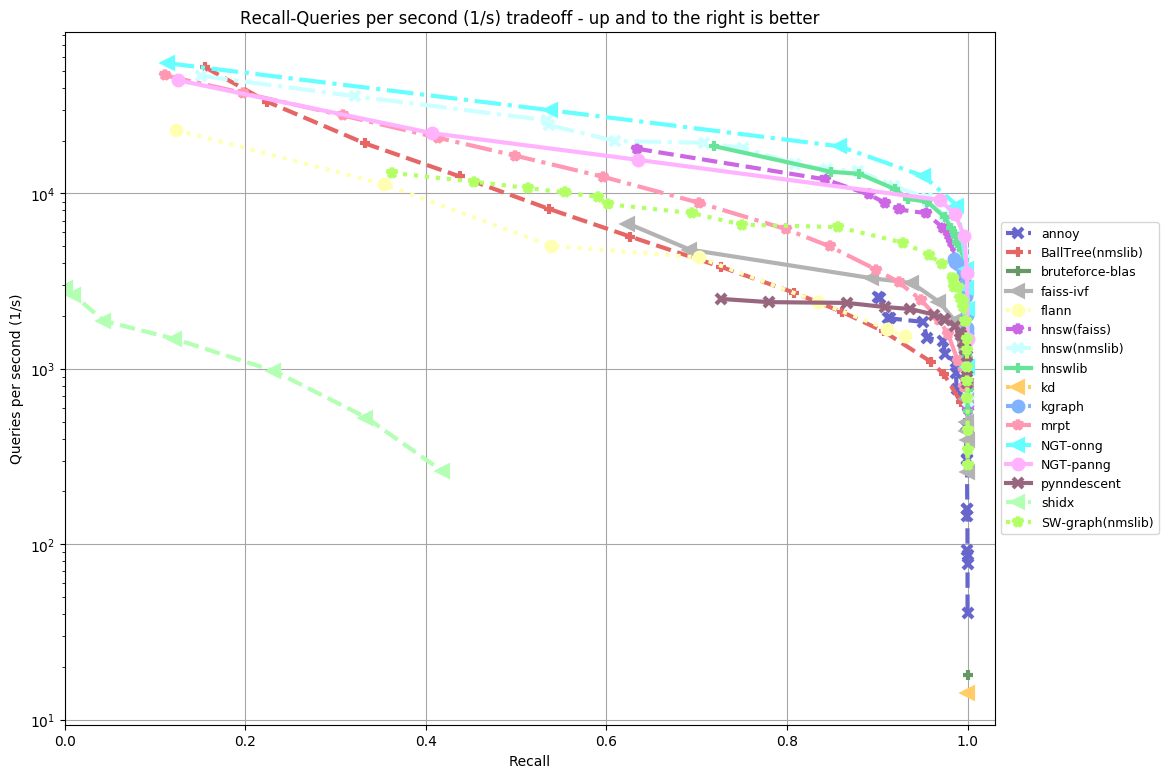 Recall-Queries per second (1/s) tradeoff - up and to the right is better
Queries per second (1/s)
10^4
10^3
10^2
10^1
0.0
0.2
0.4
0.6
0.8
1.0
Recall
annoy
BallTree(nmslib)
bruteforce-blas
faiss-ivf
flann
hnsw(faiss)
hnsw(nmslib)
hnswlib
kd
kgraph
mrpt
NGT-onng
NGT-panng
pynndescent
shidx
SW-graph(nmslib)